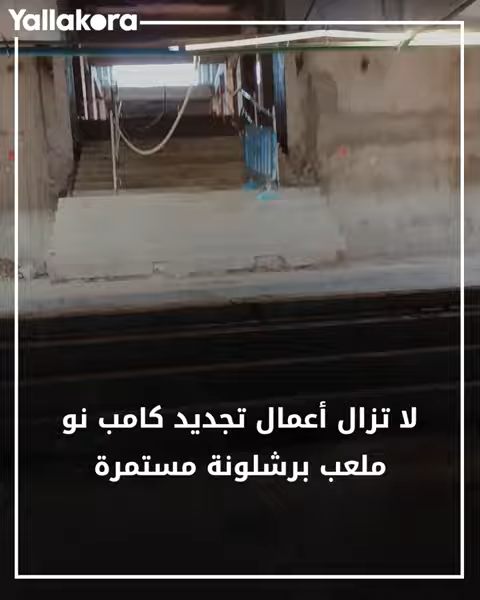 Yallakora
لا تزال أعمال تجديد كامب نو
ملعب برشلونة مستمرة